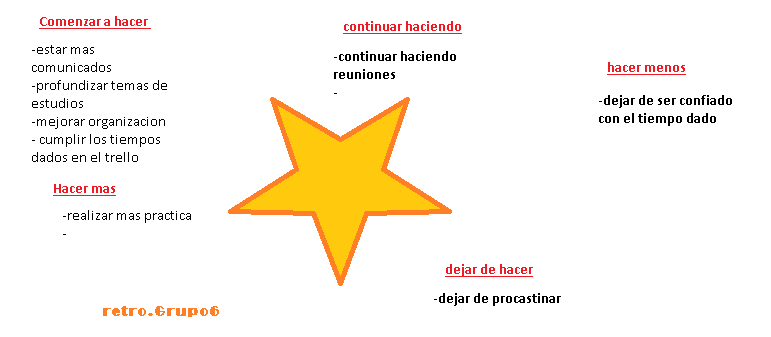 Comenzar a hacer
-estar mas
comunicados
-profundizar temas de
estudios
-mejorar organizacion
- cumplir los tiempos
dados en el trello
Hacer mas
-realizar mas practica
-
continuar haciendo
-continuar haciendo
reuniones
-
hacer menos
-dejar de ser confiado
con el tiempo dado
dejar de hacer
-dejar de procastinar
retro.Grupo6